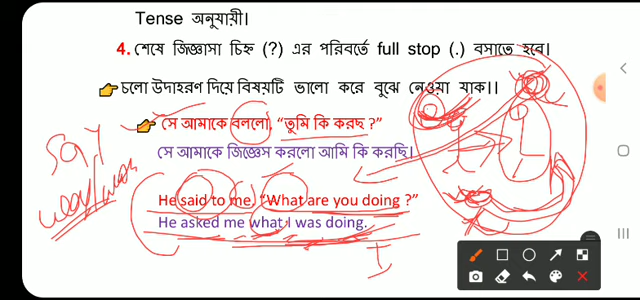 Tense অনুযায়ী।
4. শেষে জিজ্ঞাসা চিহ্ন (?) এর পরিবর্তে full stop (.) বসাতে হবে।
👉 চলো উদাহরণ দিয়ে বিষয়টি ভালো করে বুঝে নেওয়া যাক।।
👉 সে আমাকে বললো, “তুমি কি করছ ?”
সে আমাকে জিজ্ঞেস করলো আমি কি করছি।
He said to me, “What are you doing ?”
He asked me what I was doing.
I